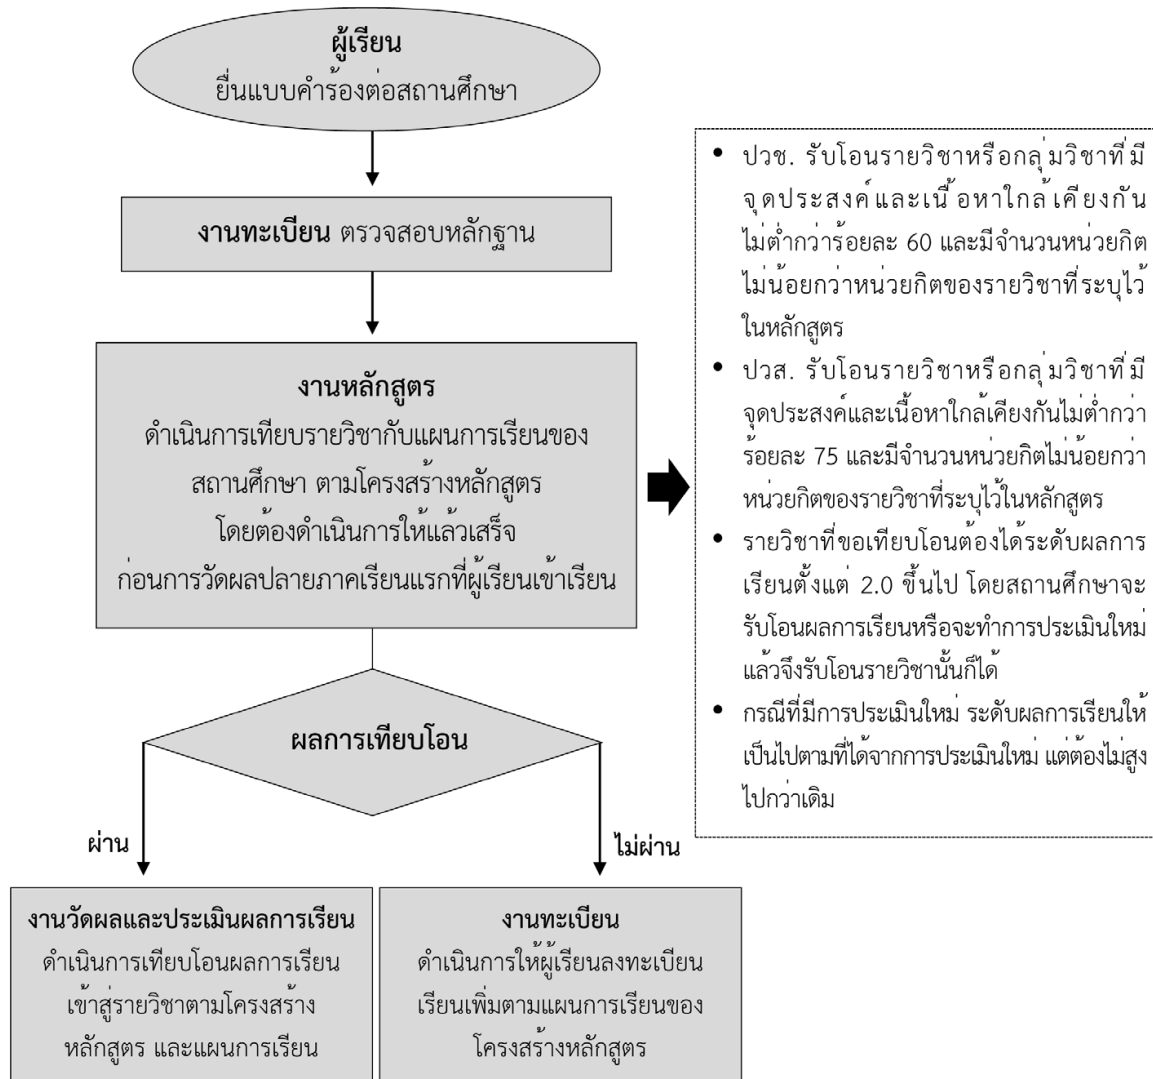 ผู้เรียน
ยื่นแบบคำร้องต่อสถานศึกษา
งานทะเบียน ตรวจสอบหลักฐาน
งานหลักสูตร
ดำเนินการเทียบรายวิชากับแผนการเรียนของ
สถานศึกษา ตามโครงสร้างหลักสูตร
โดยต้องดำเนินการให้แล้วเสร็จ
ก่อนการวัดผลปลายภาคเรียนแรกที่ผู้เรียนเข้าเรียน
• ปวช. รับโอนรายวิชาหรือกลุ่มวิชาที่มี
จุดประสงค์และเนื้อหาใกล้เคียงกัน
ไม่ต่ำกว่าร้อยละ 60 และมีจำนวนหน่วยกิต
ไม่น้อยกว่าหน่วยกิตของรายวิชาที่ระบุไว้
ในหลักสูตร
• ปวส. รับโอนรายวิชาหรือกลุ่มวิชาที่มี
จุดประสงค์และเนื้อหาใกล้เคียงกันไม่ต่ำกว่า
ร้อยละ 75 และมีจำนวนหน่วยกิตไม่น้อยกว่า
หน่วยกิตของรายวิชาที่ระบุไว้ในหลักสูตร
• รายวิชาที่ขอเทียบโอนต้องได้ระดับผลการ
เรียนตั้งแต่ 2.0 ขึ้นไป โดยสถานศึกษาจะ
รับโอนผลการเรียนหรือจะทำการประเมินใหม่
แล้วจึงรับโอนรายวิชานั้นก็ได้
• กรณีที่มีการประเมินใหม่ ระดับผลการเรียนให้
เป็นไปตามที่ได้จากการประเมินใหม่ แต่ต้องไม่สูง
ไปกว่าเดิม
ผลการเทียบโอน
ผ่าน
ไม่ผ่าน
งานวัดผลและประเมินผลการเรียน
ดำเนินการเทียบโอนผลการเรียน
เข้าสู่รายวิชาตามโครงสร้าง
หลักสูตร และแผนการเรียน
งานทะเบียน
ดำเนินการให้ผู้เรียนลงทะเบียน
เรียนเพิ่มตามแผนการเรียนของ
โครงสร้างหลักสูตร